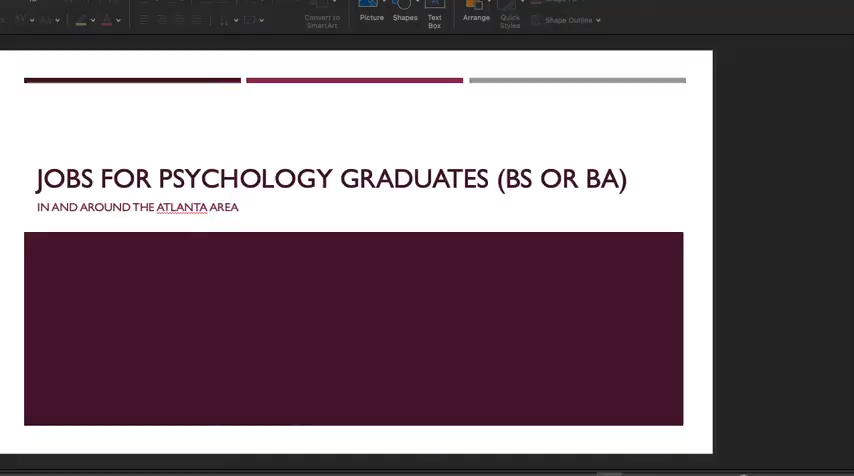 Convert to
SmartArt
Picture
Shapes
Text
Box
Arrange
Quick
Styles
Shape Outline
JOBS FOR PSYCHOLOGY GRADUATES (BS OR BA)
IN AND AROUND THE ATLANTA AREA